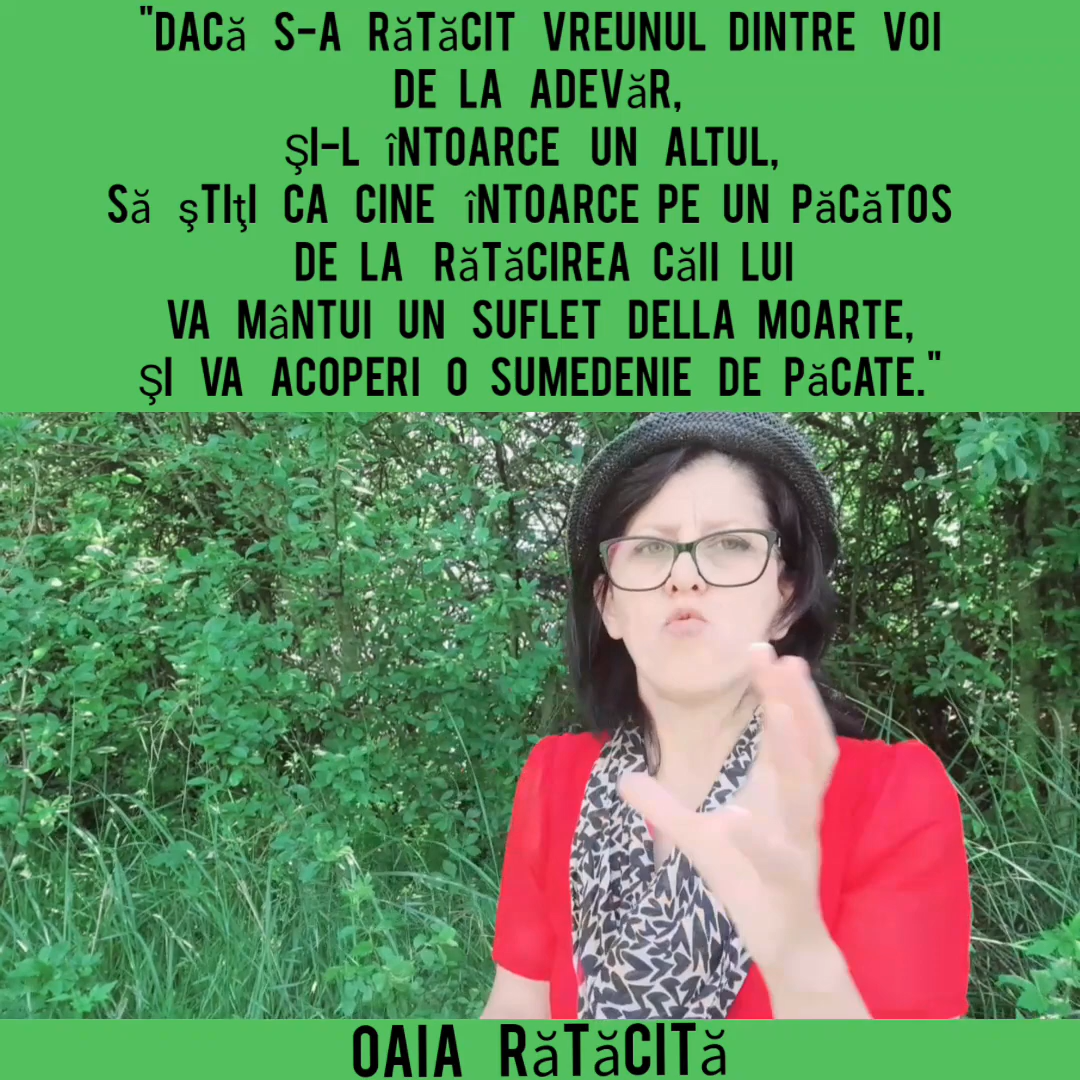 "DACă S-A RăTăCIT VREUNUL DINTRE VOI
DE LA ADEVăR,
ŞI-L îNTOARCE UN ALTUL,
Să şTIţI CA CINE îNTOARCE PE UN PăCăTOS
DE LA RăTăCIREA CăII LUI
VA MâNTUI UN SUFLET DELLA MOARTE,
ŞI VA ACOPERI O SUMEDENIE DE PăCATE."
OAIA RăTăCITă